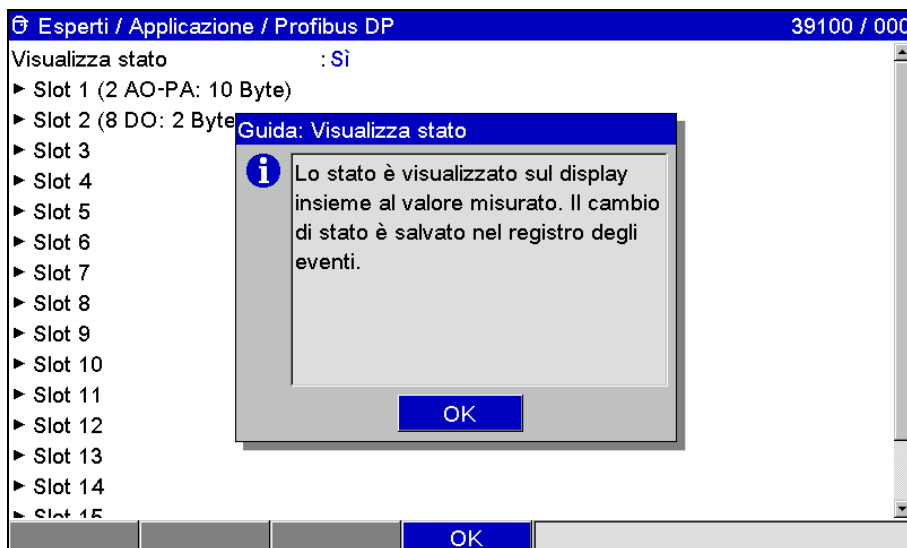 Esperti / Applicazione / Profibus DP 39100 / 000
Visualizza stato : Sì
Slot 1 (2 AO-PA: 10 Byte)
Slot 2 (8 DO: 2 Byte
Slot 3
Slot 4
Slot 5
Slot 6
Slot 7
Slot 8
Slot 9
Slot 10
Slot 11
Slot 12
Slot 13
Slot 14
Slot 15
Guida: Visualizza stato
Lo stato è visualizzato sul display
insieme al valore misurato. Il cambio
di stato è salvato nel registro degli
eventi.
OK
OK